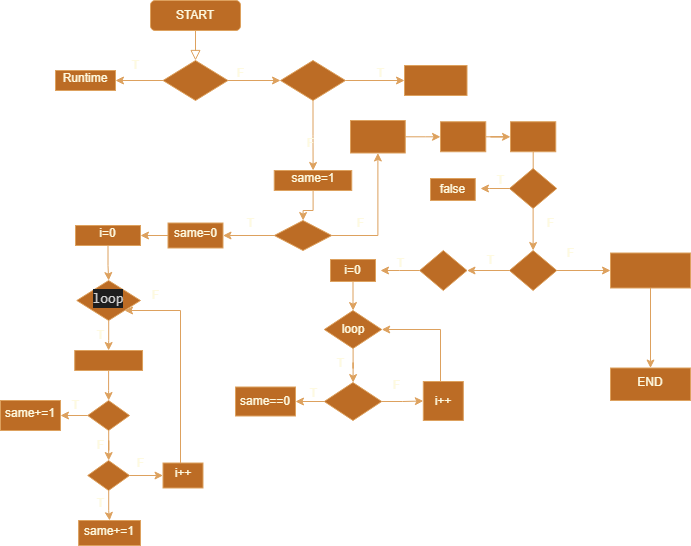 START
T
Runtime
F
T
F
same=1
false
T
i=0
same=0
T
F
F
i=0
T
T
F
loop
F
loop
T
same+=1
T
same==0
T
F
i++
END
F
F
i++
same+=1